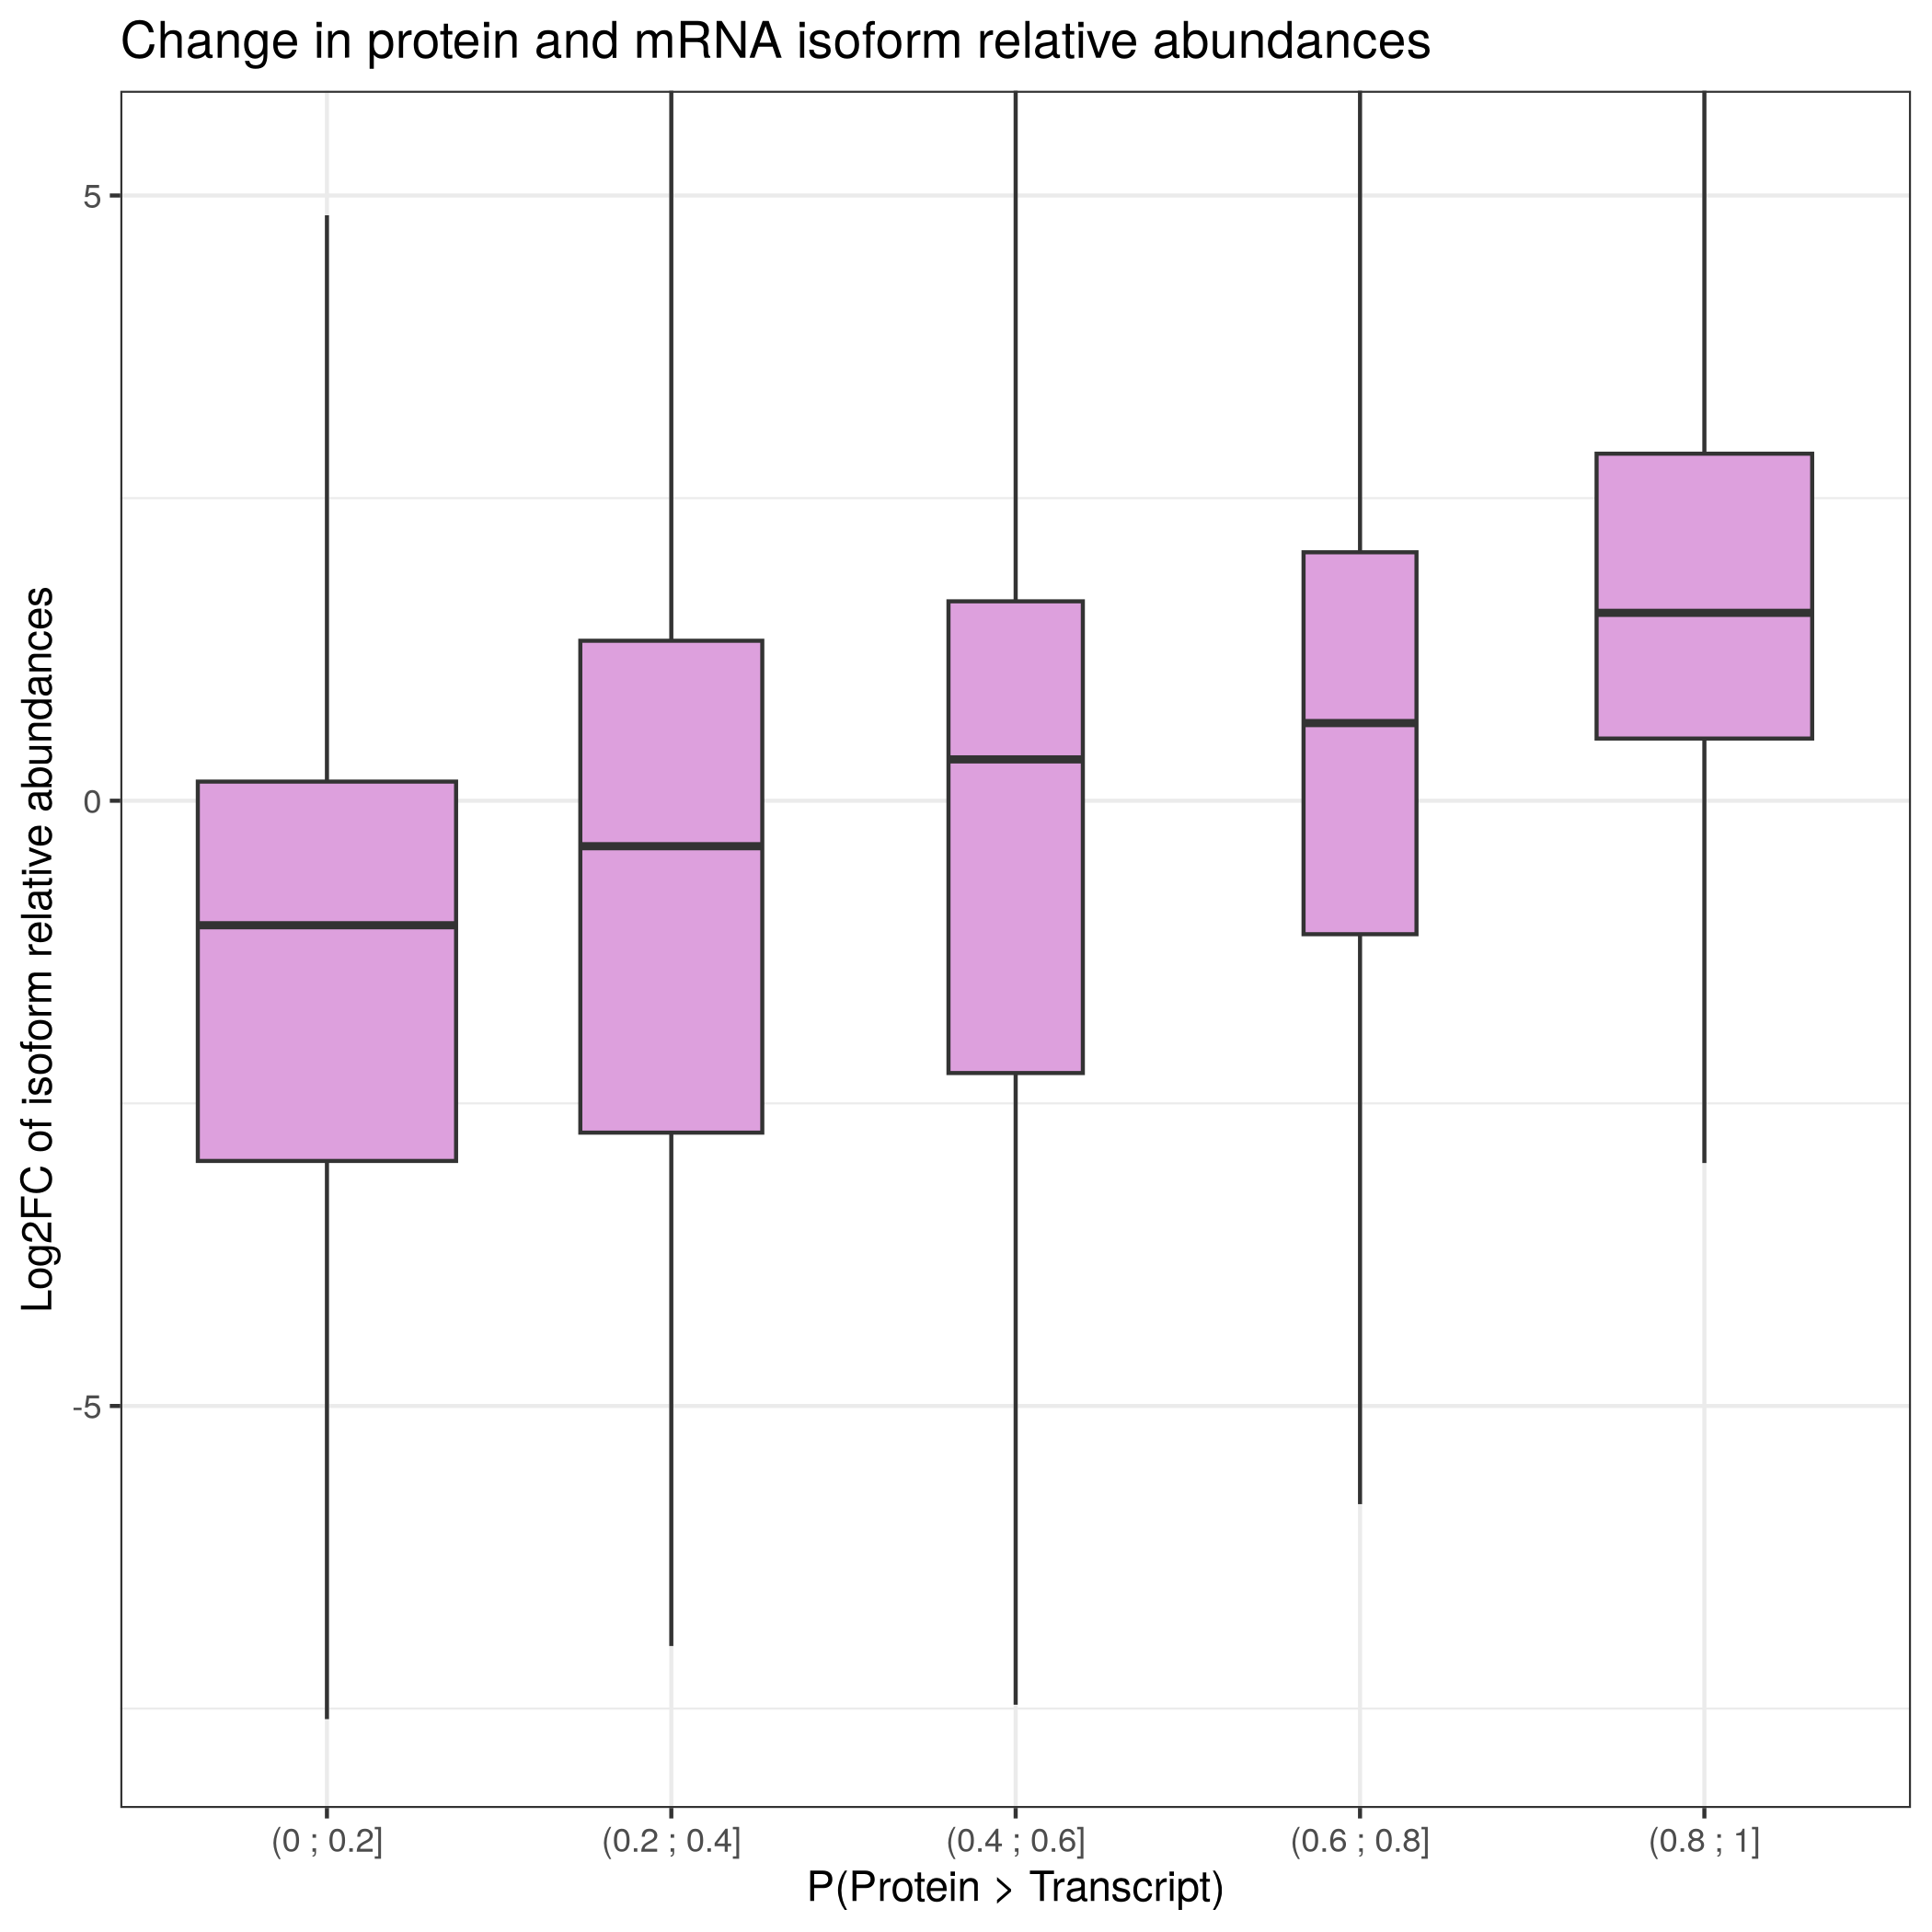 Change in protein and mRNA isoform relative abundances
Log2FC of isoform relative abundances
5
0
-5
(0 ; 0.2]
(0.2 ; 0.4]
(0.4 ; 0.6]
(0.6 ; 0.8]
(0.8 ; 1]
P(Protein > Transcript)